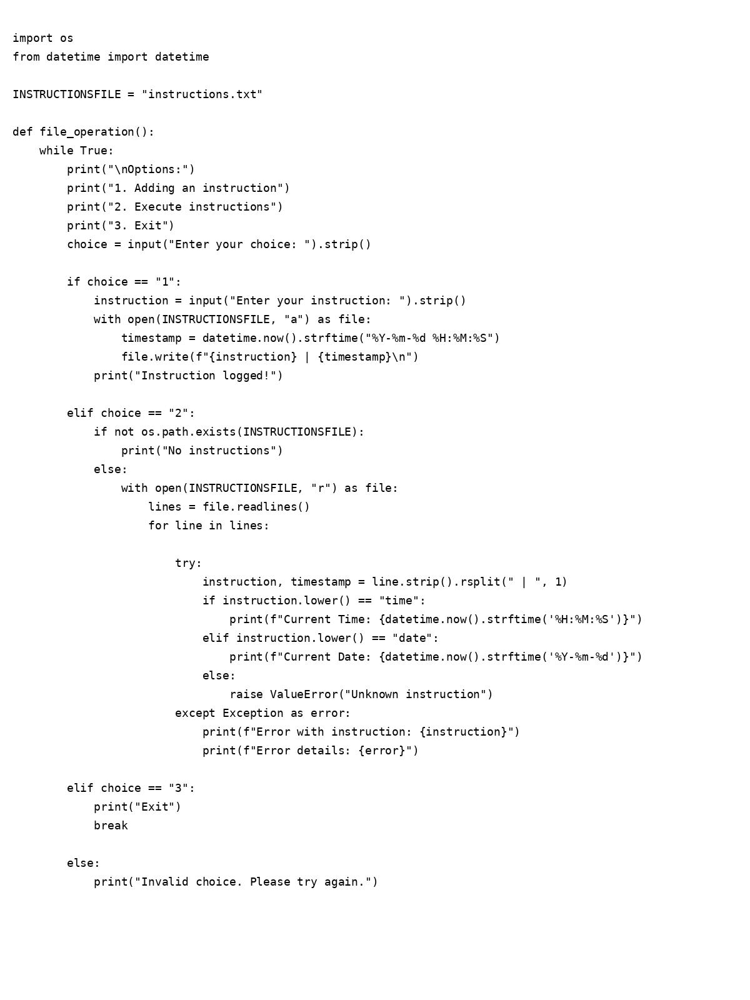 import os
from datetime import datetime

INSTRUCTIONSFILE = "instructions.txt"

def file_operation():
    while True:
        print("\nOptions:")
        print("1. Adding an instruction")
        print("2. Execute instructions")
        print("3. Exit")
        choice = input("Enter your choice: ").strip()

        if choice == "1":
            instruction = input("Enter your instruction: ").strip()
            with open(INSTRUCTIONSFILE, "a") as file:
                timestamp = datetime.now().strftime("%Y-%m-%d %H:%M:%S")
                file.write(f"{instruction} | {timestamp}\n")
            print("Instruction logged!")

        elif choice == "2":
            if not os.path.exists(INSTRUCTIONSFILE):
                print("No instructions")
            else:
                with open(INSTRUCTIONSFILE, "r") as file:
                    lines = file.readlines()
                    for line in lines:

                        try:
                            instruction, timestamp = line.strip().rsplit(" | ", 1)
                            if instruction.lower() == "time":
                                print(f"Current Time: {datetime.now().strftime('%H:%M:%S')}")
                            elif instruction.lower() == "date":
                                print(f"Current Date: {datetime.now().strftime('%Y-%m-%d')}")
                            else:
                                raise ValueError("Unknown instruction")
                        except Exception as error:
                            print(f"Error with instruction: {instruction}")
                            print(f"Error details: {error}")

        elif choice == "3":
            print("Exit")
            break

        else:
            print("Invalid choice. Please try again.")